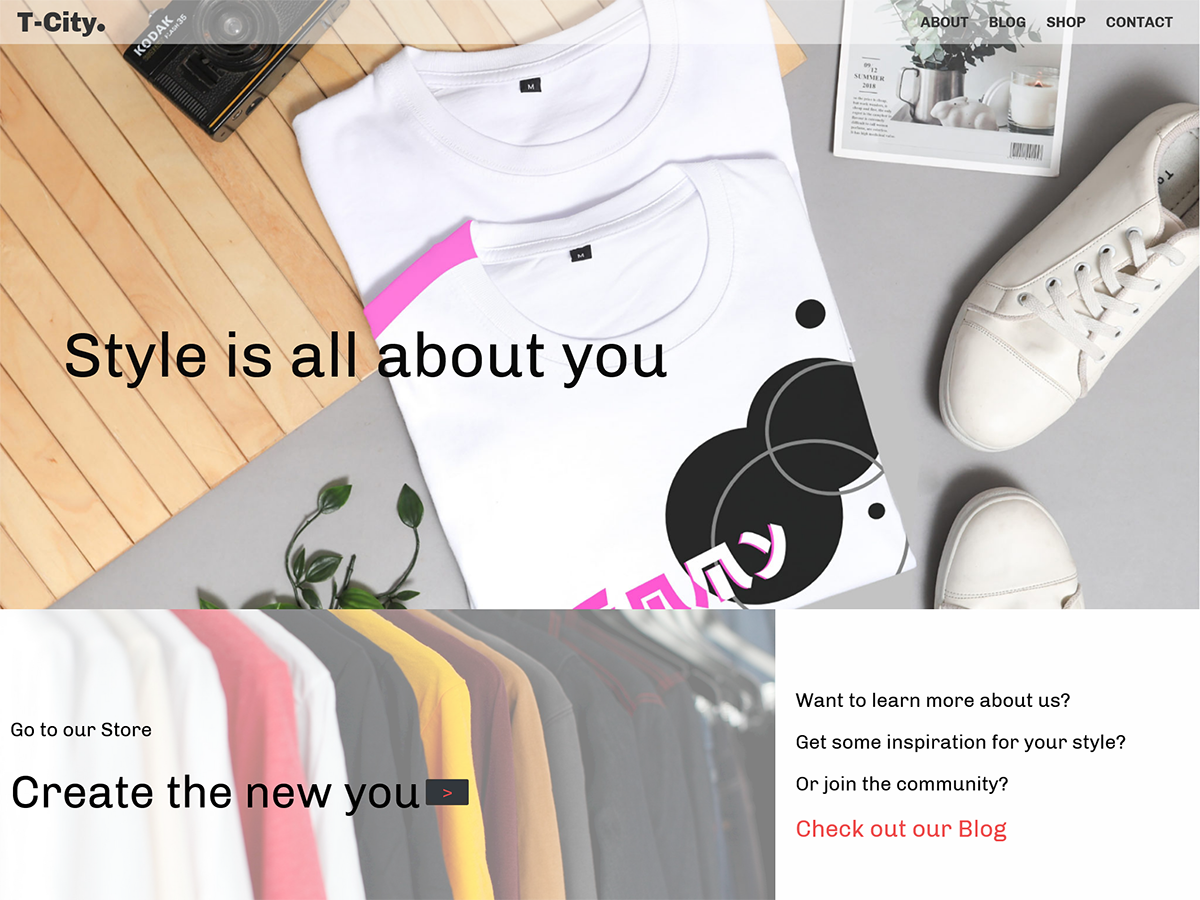 T-City.
ABOUT BLOG SHOP CONTACT
KODAK
FLASH35
09
12
SUMMER
2010
M
M
Style is all about you
Go to our Store
Create the new you >
Want to learn more about us?
Get some inspiration for your style?
Or join the community?
Check out our Blog